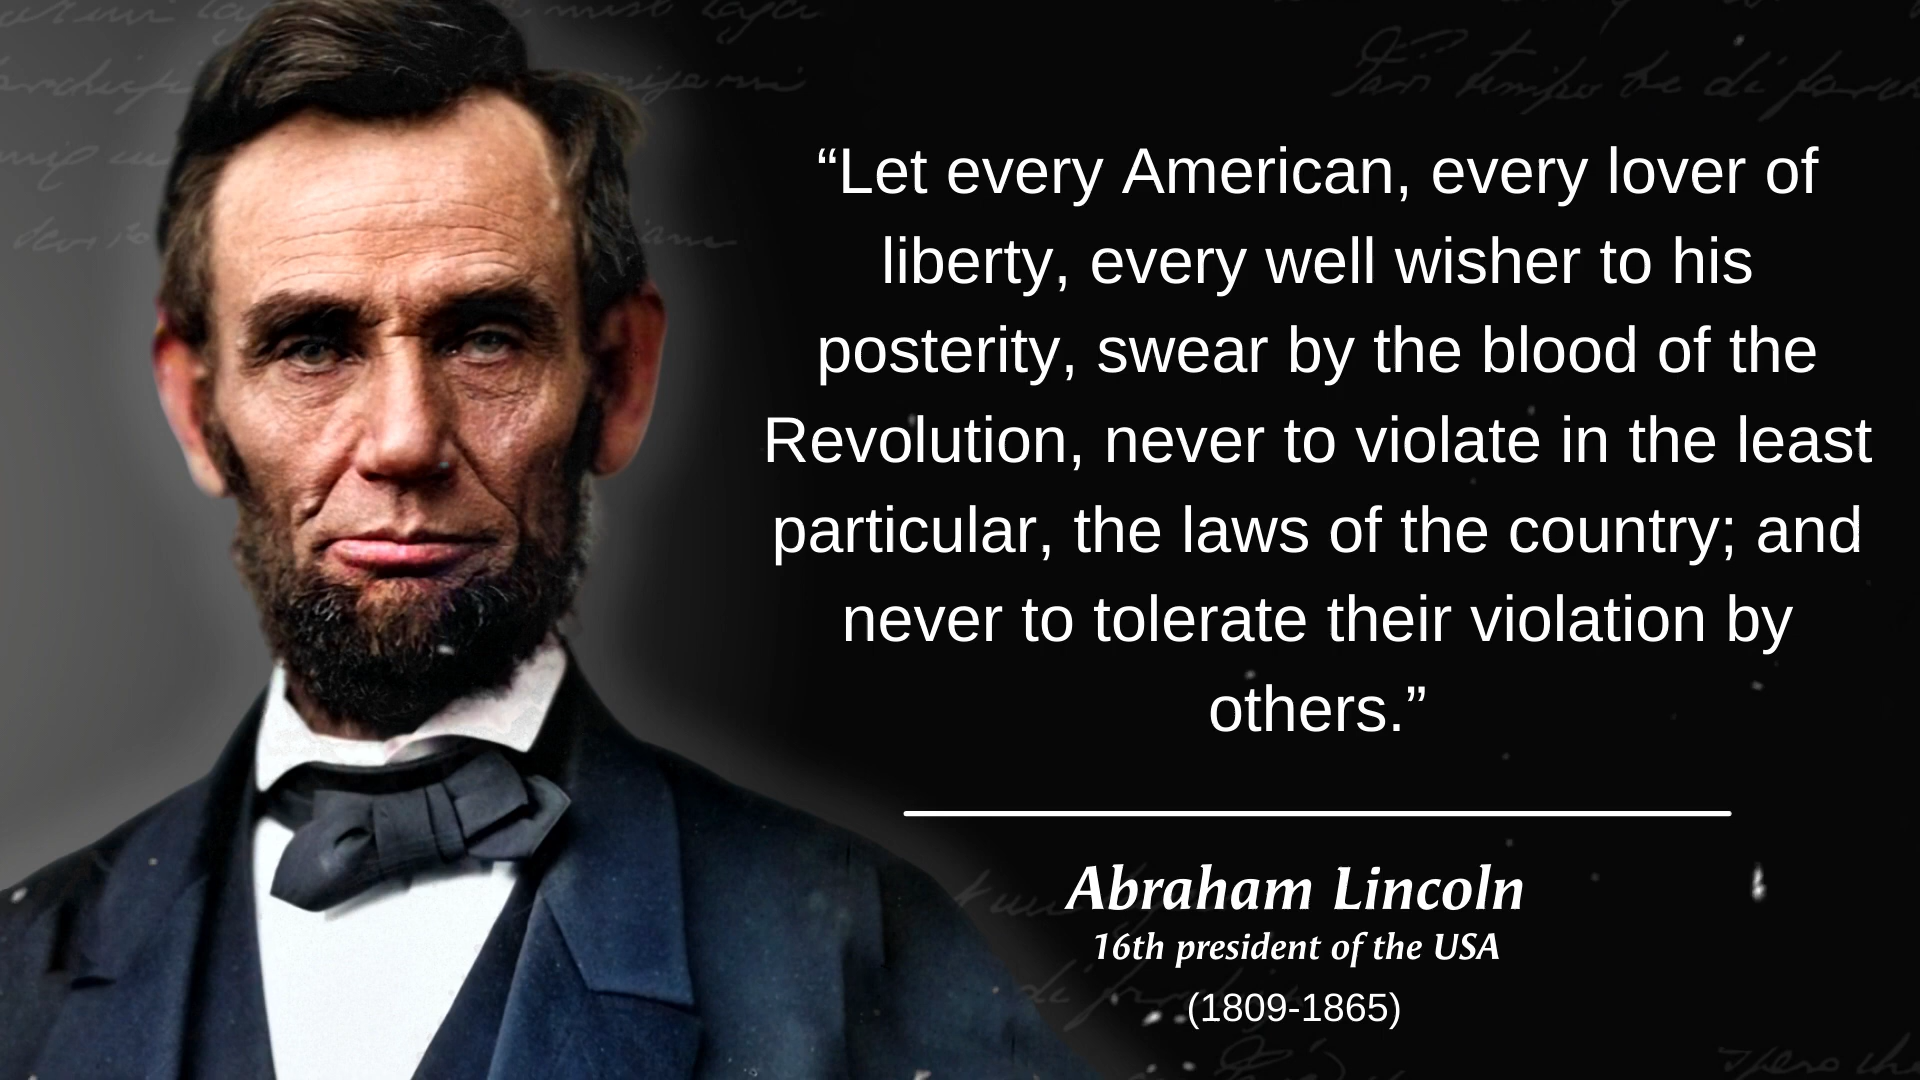 “Let every American, every lover of
liberty, every well wisher to his
posterity, swear by the blood of the
Revolution, never to violate in the least
particular, the laws of the country; and
never to tolerate their violation by
others.”
Abraham Lincoln
16th president of the USA
(1809-1865)